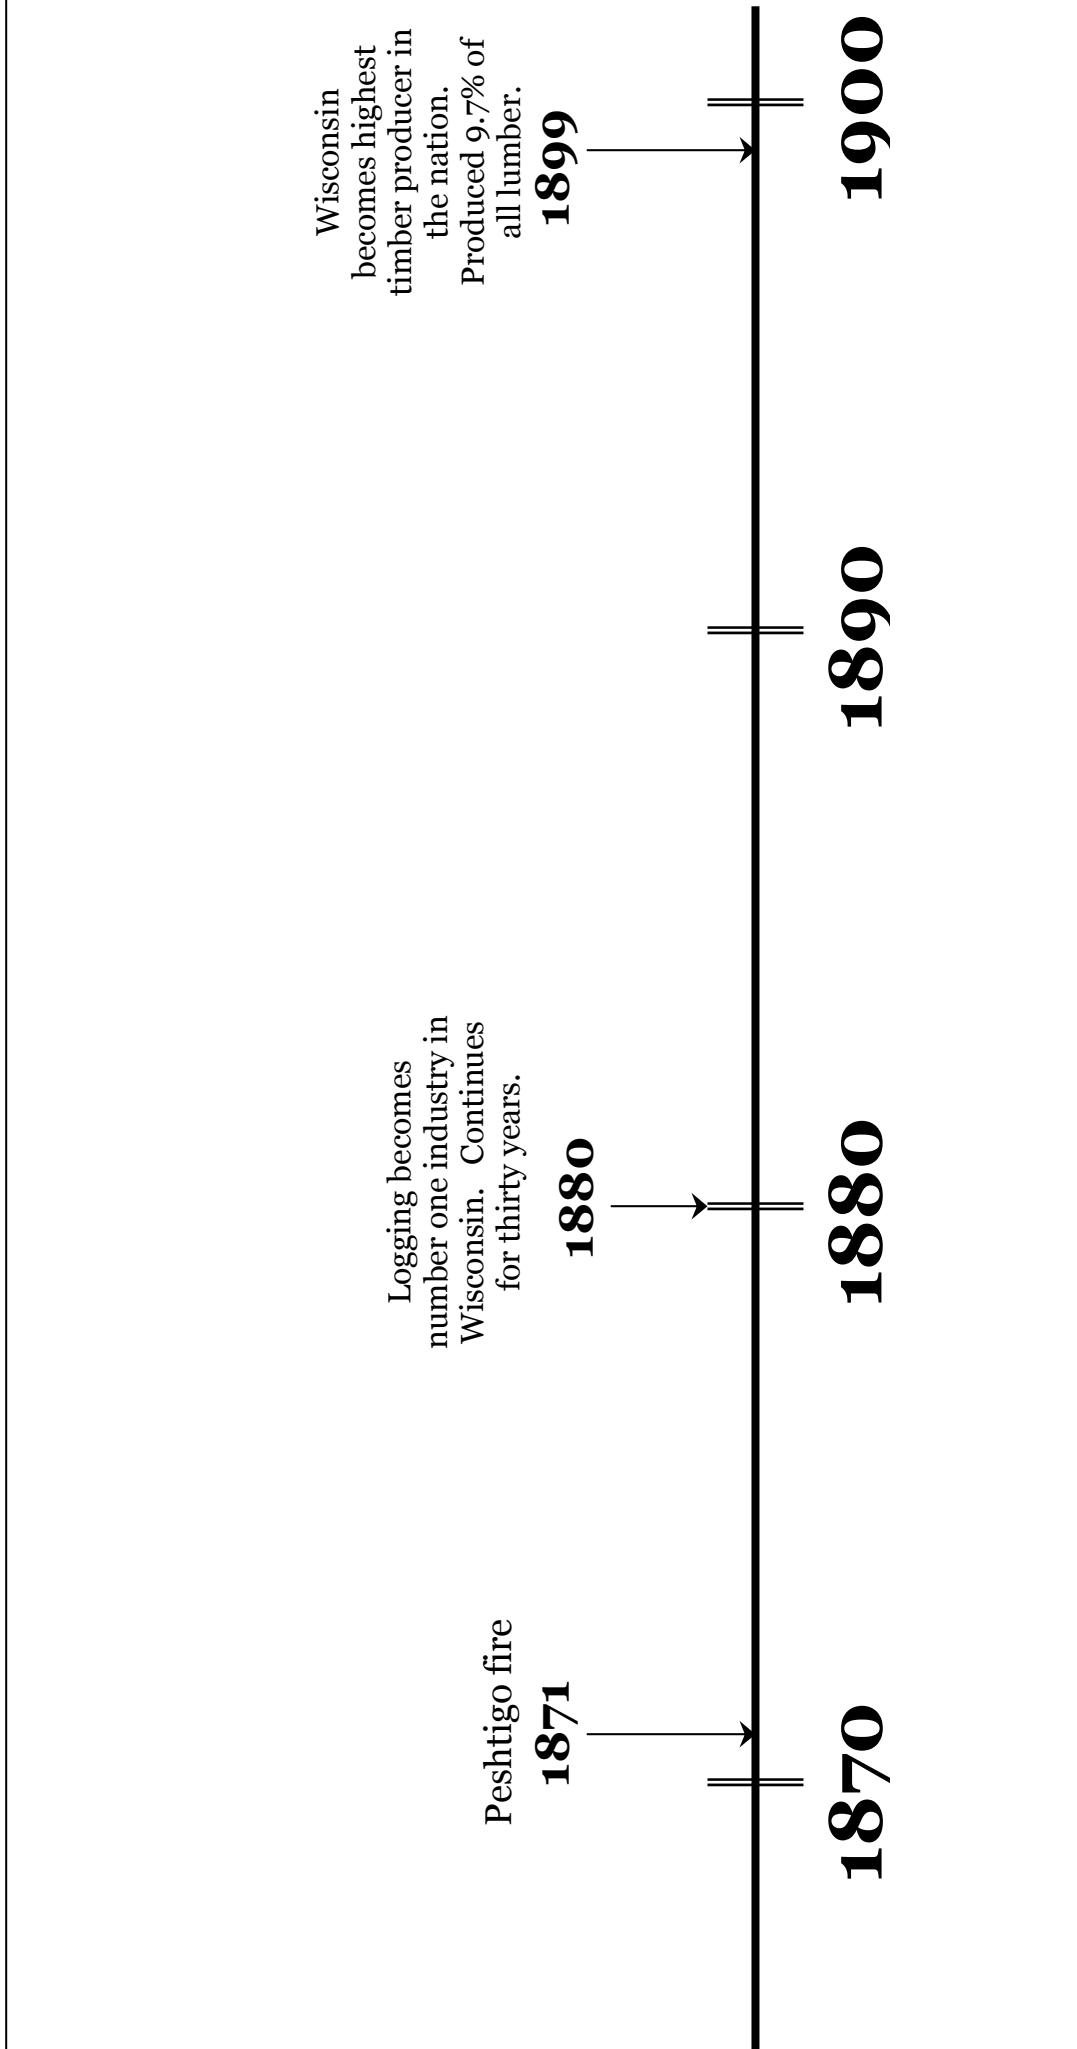 Peshtigo fire
1871
Logging becomes
number one industry in
Wisconsin. Continues
for thirty years.
1880
Wisconsin
becomes highest
timber producer in
the nation.
Produced 9.7% of
all lumber.
1899
1870
1880
1890
1900